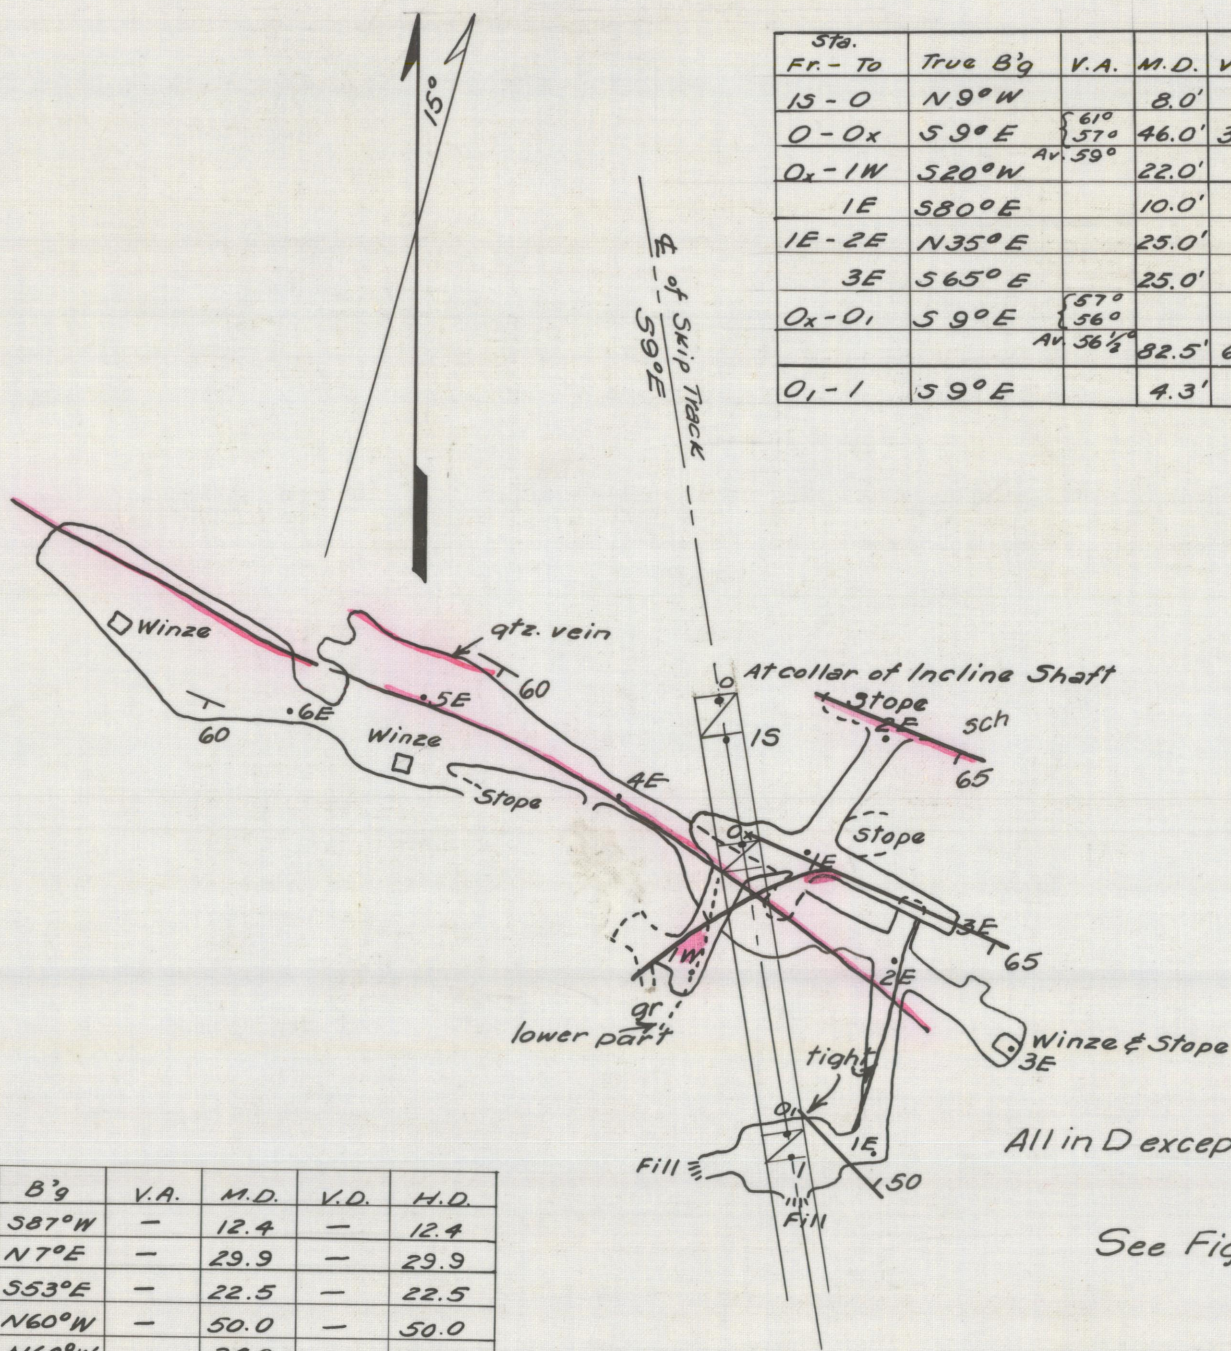 15°
Sta.
Fr. - To True B'g V.A. M.D. V
1S - 0 N 9° W 8.0'
0 - 0x S 9° E { 61° 57° Av. 59° 46.0' 3
0x - 1W S 20° W 22.0'
1E S 80° E 10.0'
1E - 2E N 35° E 25.0'
3E S 65° E 25.0'
0x - 0₁ S 9° E { 57° 56°
Av. 56½° 82.5' 6
0₁ - 1 S 9° E 4.3'
℄ of Skip Track
S9°E
qtz. vein
Winze
60
5E
6E
60
Winze
Stope
4E
0
At collar of Incline Shaft
1S
Stope
2E
sch
65
Stope
0x
1E
3E
65
1W
2E
gr
lower part
Winze & Stope
3E
tight
0₁
1E
1
50
Fill
Fill
All in D excep
See Fig
B'g V.A. M.D. V.D. H.D.
S87°W — 12.4 — 12.4
N7°E — 29.9 — 29.9
S53°E — 22.5 — 22.5
N60°W — 50.0 — 50.0